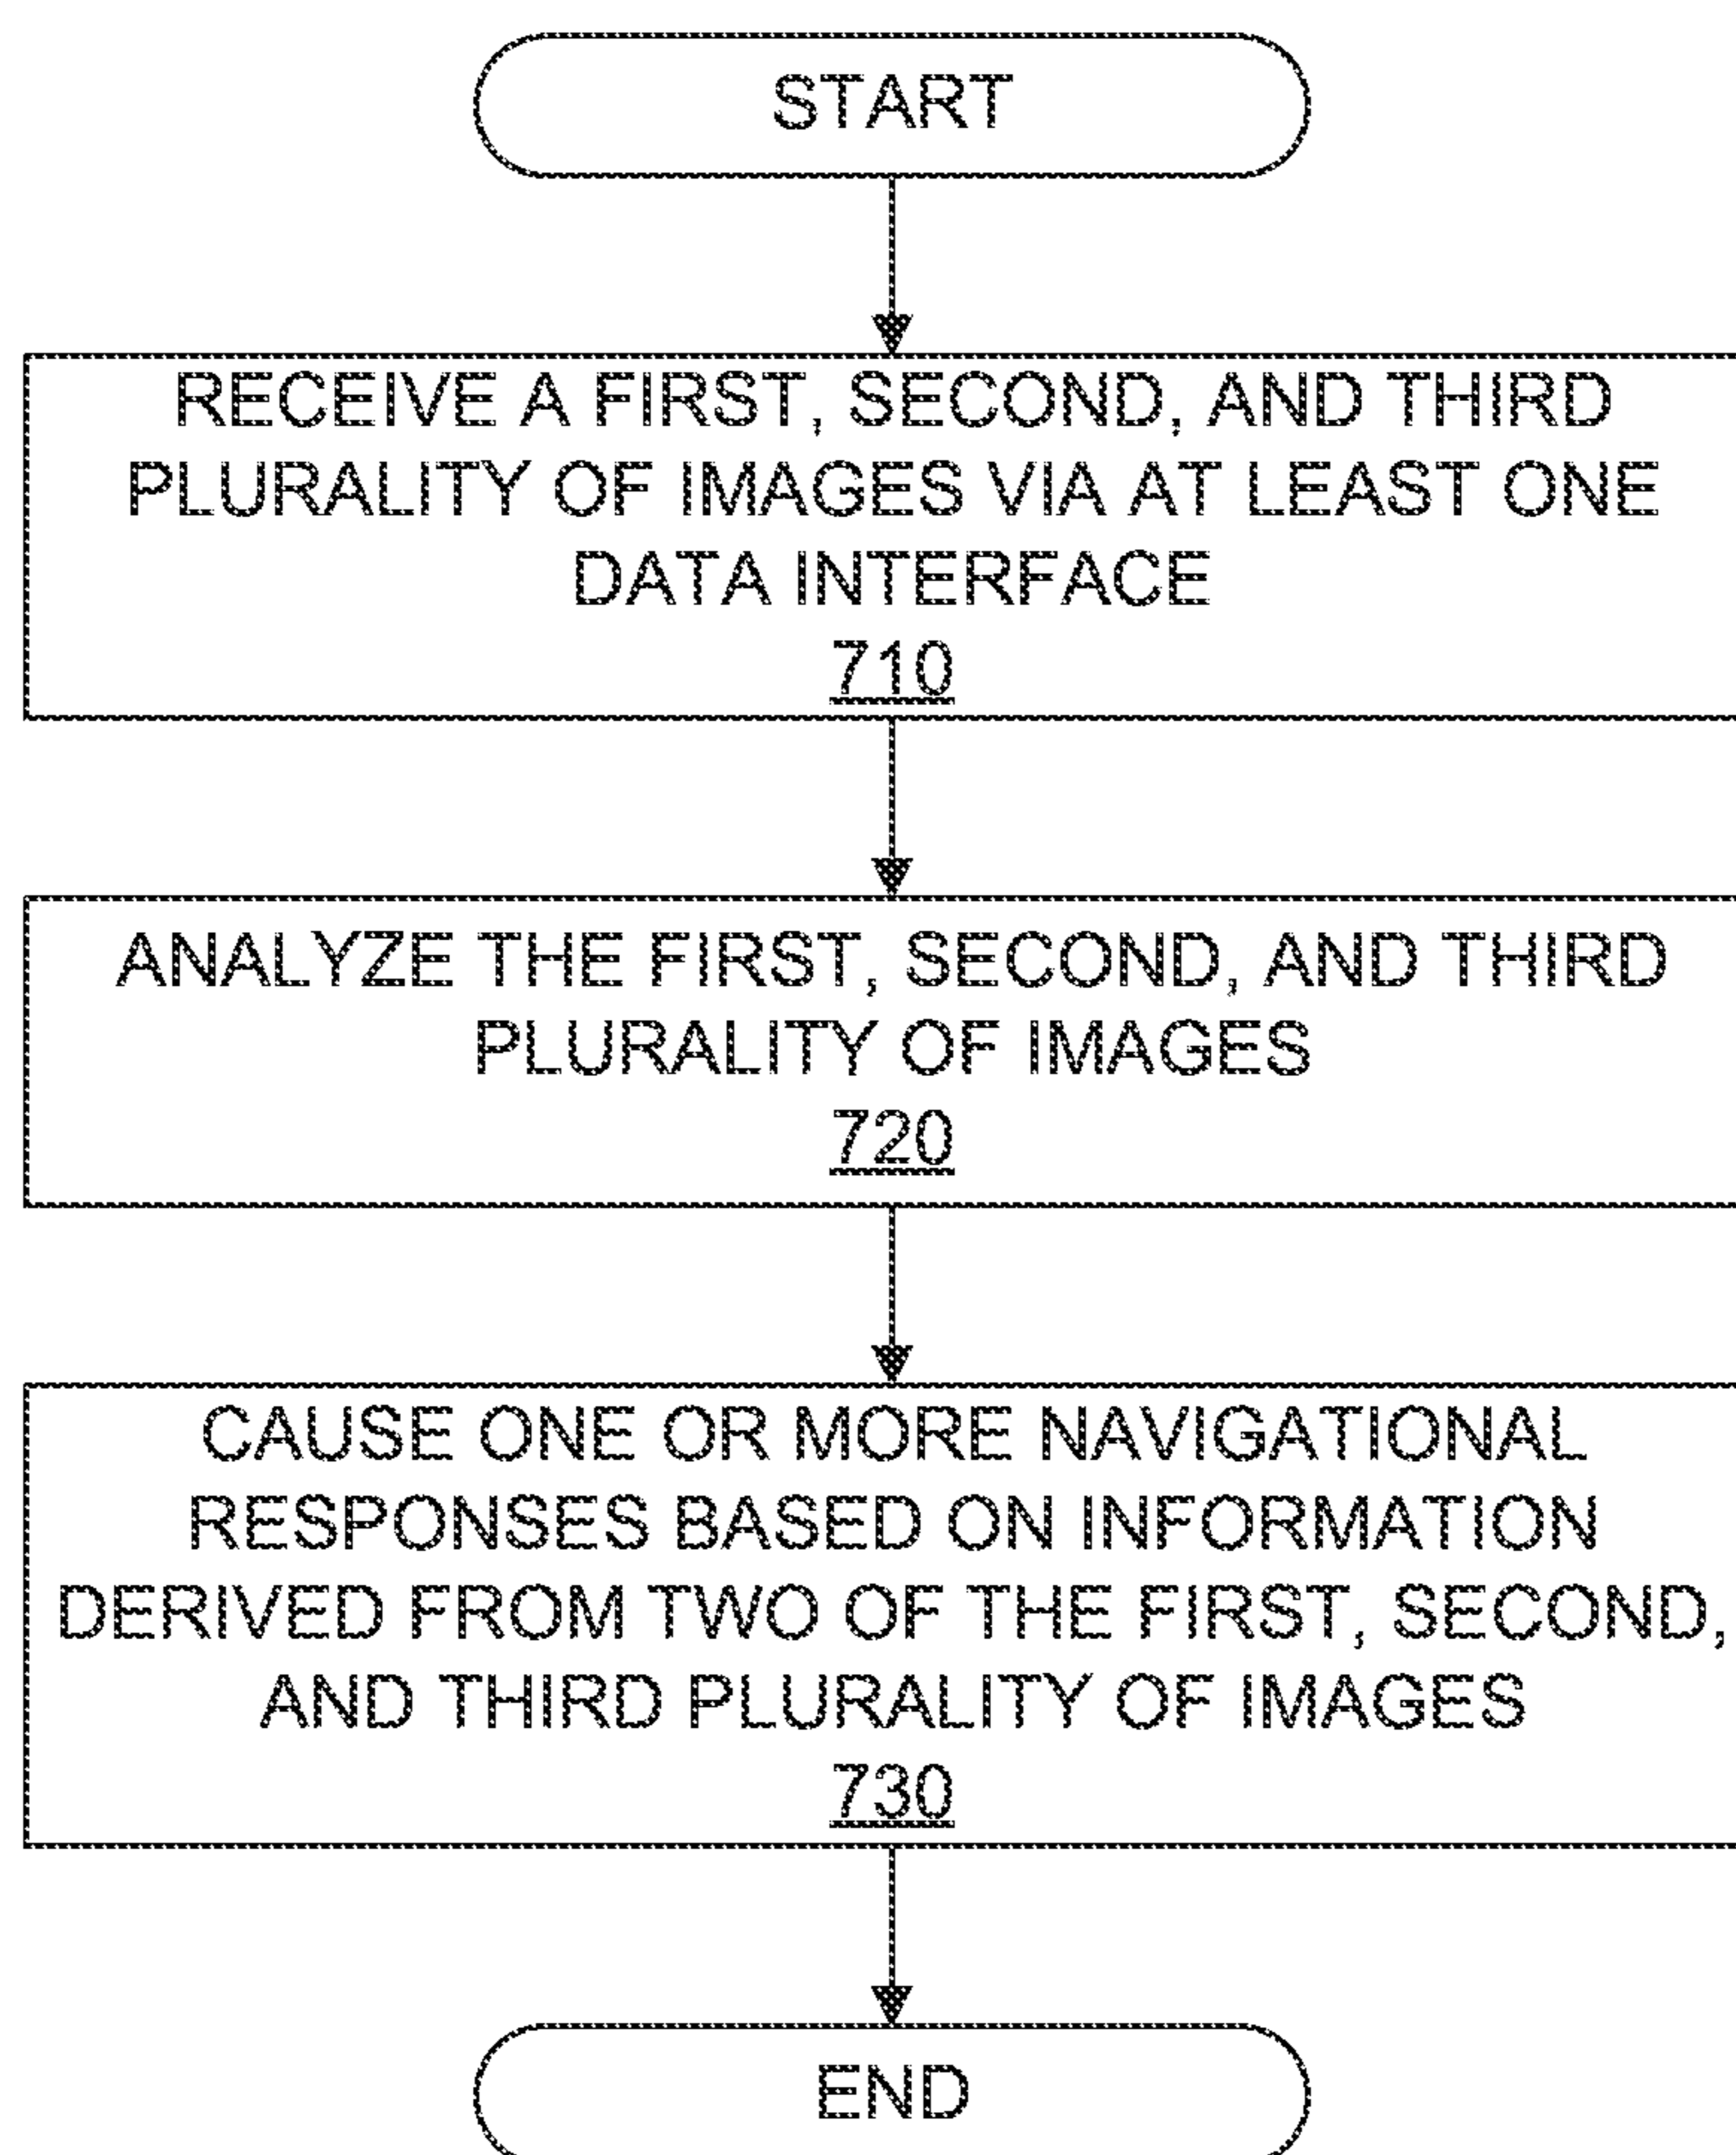 START
RECEIVE A FIRST, SECOND, AND THIRD
PLURALITY OF IMAGES VIA AT LEAST ONE
DATA INTERFACE
710
ANALYZE THE FIRST, SECOND, AND THIRD
PLURALITY OF IMAGES
720
CAUSE ONE OR MORE NAVIGATIONAL
RESPONSES BASED ON INFORMATION
DERIVED FROM TWO OF THE FIRST, SECOND,
AND THIRD PLURALITY OF IMAGES
730
END